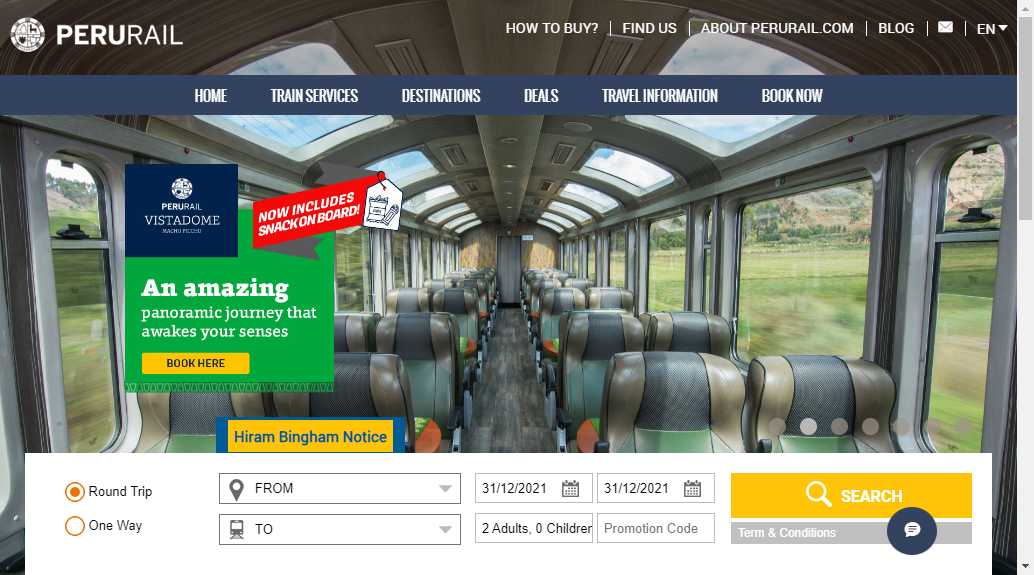 PERURAIL
HOW TO BUY?
FIND US
ABOUT PERURAIL.COM
BLOG
EN
HOME
TRAIN SERVICES
DESTINATIONS
DEALS
TRAVEL INFORMATION
BOOK NOW
PERURAIL
VISTADOME
MACHU PICCHU
NOW INCLUDES
SNACK ON BOARD!
An amazing
panoramic journey that
awakes your senses
BOOK HERE
Hiram Bingham Notice
Round Trip
One Way
FROM
TO
31/12/2021
31/12/2021
2 Adults, 0 Children
Promotion Code
SEARCH
Term & Conditions